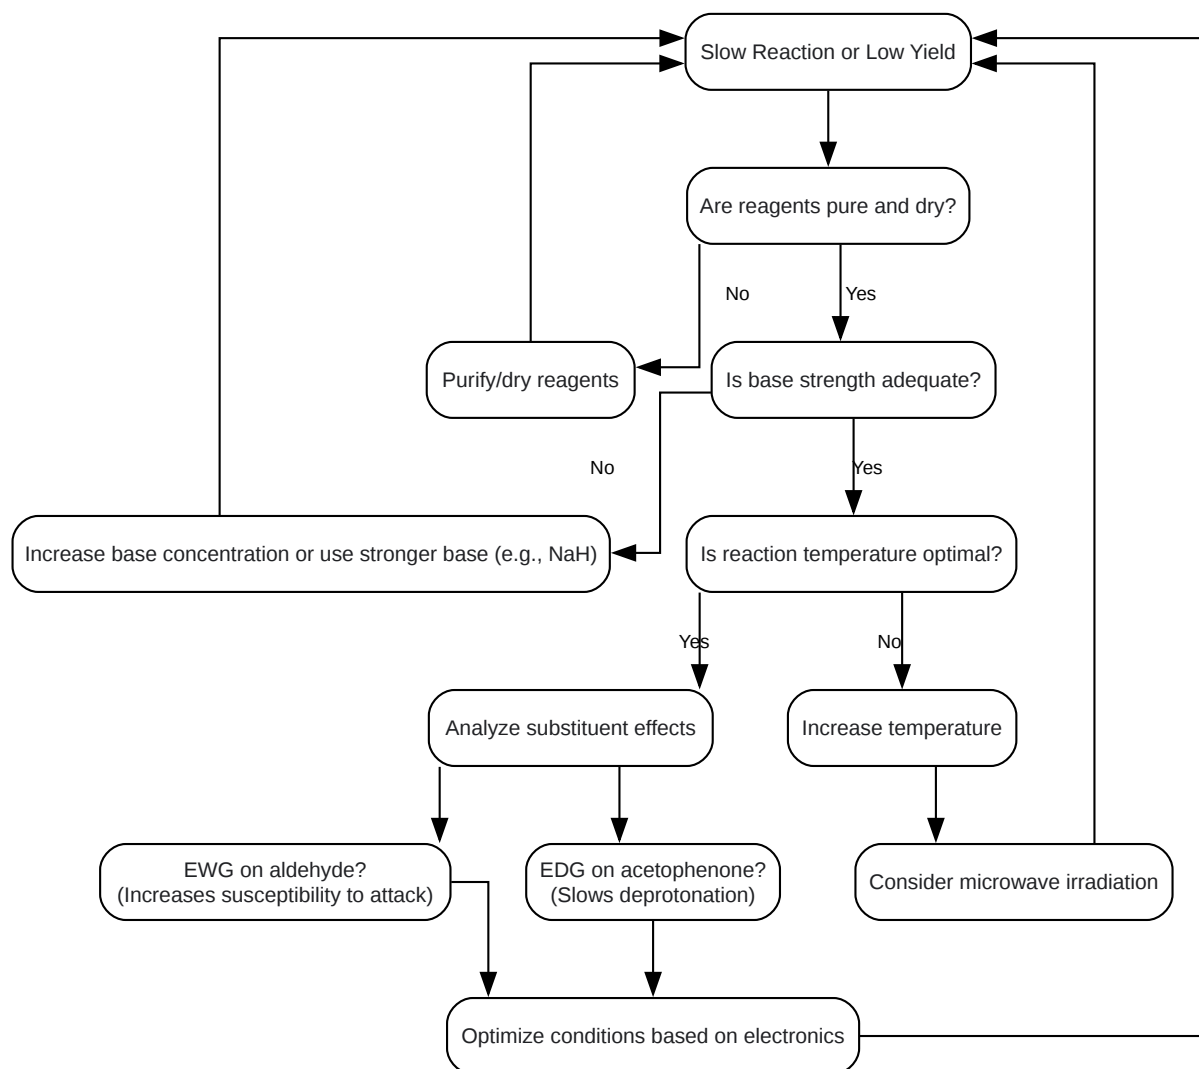 Slow Reaction or Low Yield
Are reagents pure and dry?
No
Yes
Purify/dry reagents
Is base strength adequate?
No
Yes
Increase base concentration or use stronger base (e.g., NaH)
Is reaction temperature optimal?
Yes
No
Analyze substituent effects
Increase temperature
EWG on aldehyde?
(Increases susceptibility to attack)
EDG on acetophenone?
(Slows deprotonation)
Consider microwave irradiation
Optimize conditions based on electronics